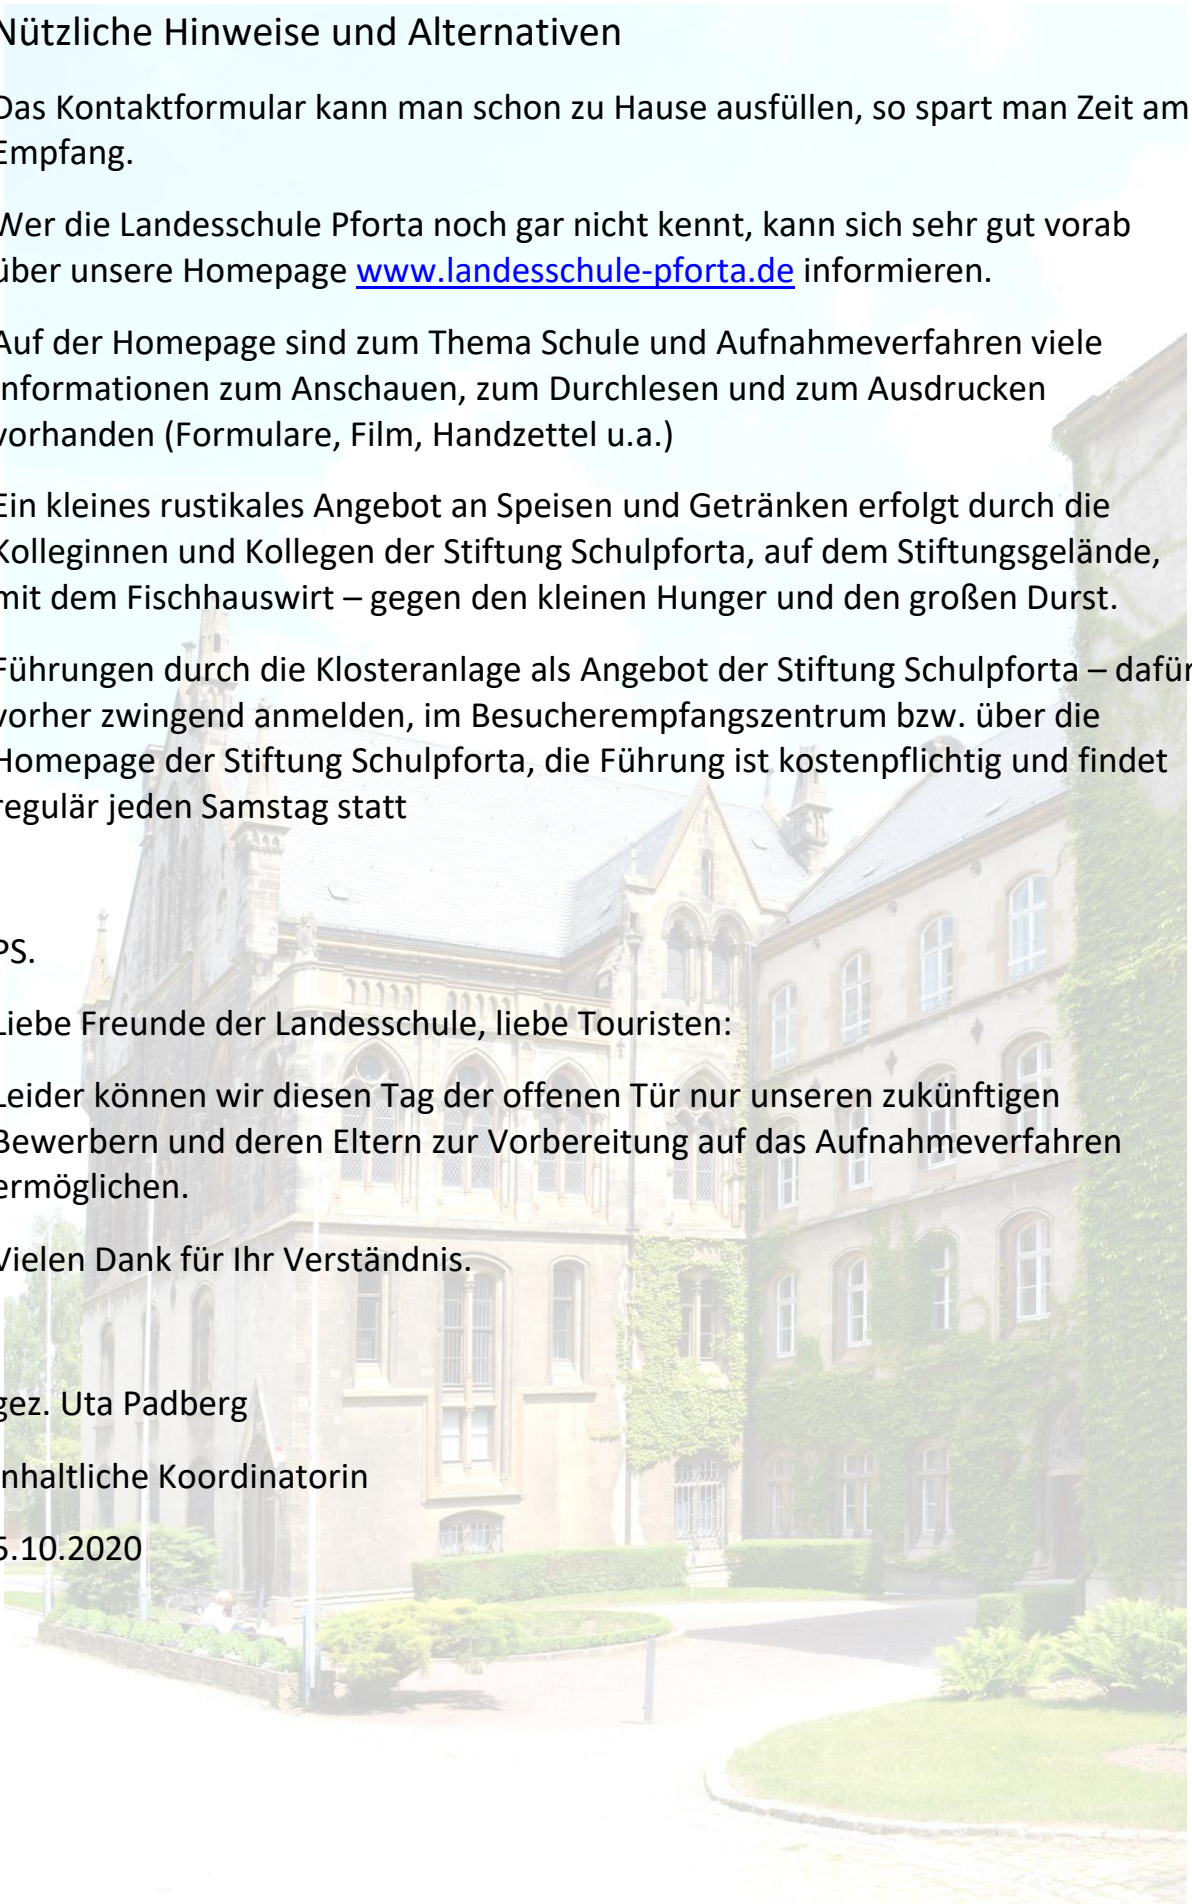 Nützliche Hinweise und Alternativen
Das Kontaktformular kann man schon zu Hause ausfüllen, so spart man Zeit am
Empfang.
Wer die Landesschule Pforta noch gar nicht kennt, kann sich sehr gut vorab
über unsere Homepage www.landesschule-pforta.de informieren.
Auf der Homepage sind zum Thema Schule und Aufnahmeverfahren viele
Informationen zum Anschauen, zum Durchlesen und zum Ausdrucken
vorhanden (Formulare, Film, Handzettel u.a.)
Ein kleines rustikales Angebot an Speisen und Getränken erfolgt durch die
Kolleginnen und Kollegen der Stiftung Schulpforta, auf dem Stiftungsgelände,
mit dem Fischhauswirt – gegen den kleinen Hunger und den großen Durst.
Führungen durch die Klosteranlage als Angebot der Stiftung Schulpforta – dafür
vorher zwingend anmelden, im Besucherempfangszentrum bzw. über die
Homepage der Stiftung Schulpforta, die Führung ist kostenpflichtig und findet
regulär jeden Samstag statt
PS.
Liebe Freunde der Landesschule, liebe Touristen:
Leider können wir diesen Tag der offenen Tür nur unseren zukünftigen
Bewerbern und deren Eltern zur Vorbereitung auf das Aufnahmeverfahren
ermöglichen.
Vielen Dank für Ihr Verständnis.
gez. Uta Padberg
Inhaltliche Koordinatorin
5.10.2020